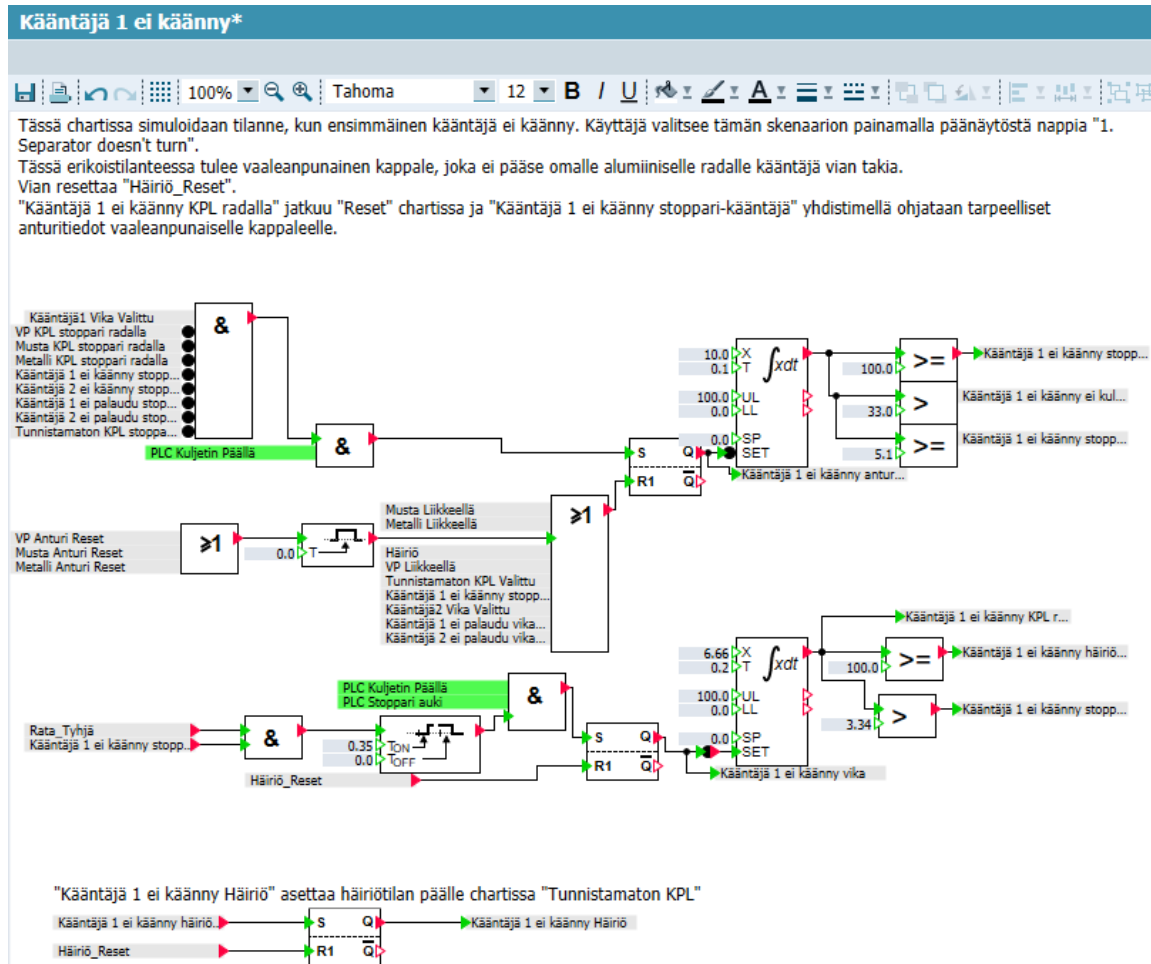 Kääntäjä 1 ei käänny*
100% Tahoma 12 B I U A
Tässä chartissa simuloidaan tilanne, kun ensimmäinen kääntäjä ei käänny. Käyttäjä valitsee tämän skenaarion painamalla päänäytöstä nappia "1.
Separator doesn't turn".
Tässä erikoistilanteessa tulee vaaleanpunainen kappale, joka ei pääse omalle alumiiniselle radalle kääntäjä vian takia.
Vian resettaa "Häiriö_Reset".
"Kääntäjä 1 ei käänny KPL radalla" jatkuu "Reset" chartissa ja "Kääntäjä 1 ei käänny stoppari-kääntäjä" yhdistimellä ohjataan tarpeelliset
anturitiedot vaaleanpunaiselle kappaleelle.
Kääntäjä1 Vika Valittu
VP KPL stoppari radalla
Musta KPL stoppari radalla
Metalli KPL stoppari radalla
Kääntäjä 1 ei käänny stopp...
Kääntäjä 2 ei käänny stopp...
Kääntäjä 1 ei palaudu stop...
Kääntäjä 2 ei palaudu stop...
Tunnistamaton KPL stoppa...
&
PLC Kuljetin Päällä
&
S Q
R1 Q
10.0 X
0.1 T
∫xdt
100.0 UL
0.0 LL
0.0 SP
SET
100.0 >=
33.0 >
5.1 >=
Kääntäjä 1 ei käänny stopp...
Kääntäjä 1 ei käänny ei kul...
Kääntäjä 1 ei käänny stopp...
Kääntäjä 1 ei käänny antur...
VP Anturi Reset
Musta Anturi Reset
Metalli Anturi Reset
≥1
0.0 T
Musta Liikkeellä
Metalli Liikkeellä
Häiriö
VP Liikkeellä
Tunnistamaton KPL Valittu
Kääntäjä 1 ei käänny stopp...
Kääntäjä2 Vika Valittu
Kääntäjä 1 ei palaudu vika...
Kääntäjä 2 ei palaudu vika...
≥1
Rata_Tyhjä
Kääntäjä 1 ei käänny stopp...
&
PLC Kuljetin Päällä
PLC Stoppari auki
&
0.35 TON
0.0 TOFF
Häiriö_Reset
S Q
R1 Q
6.66 X
0.2 T
∫xdt
100.0 UL
0.0 LL
0.0 SP
SET
Kääntäjä 1 ei käänny KPL r...
100.0 >=
Kääntäjä 1 ei käänny häiriö...
3.34 >
Kääntäjä 1 ei käänny stopp...
Kääntäjä 1 ei käänny vika
"Kääntäjä 1 ei käänny Häiriö" asettaa häiriötilan päälle chartissa "Tunnistamaton KPL"
Kääntäjä 1 ei käänny häiriö..
S Q
Kääntäjä 1 ei käänny Häiriö
Häiriö_Reset
R1 Q